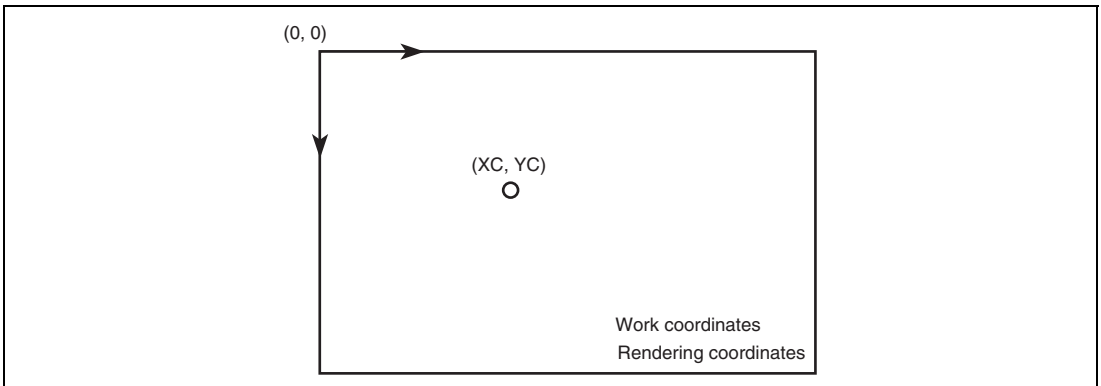 (0, 0)
(XC, YC)
Work coordinates
Rendering coordinates